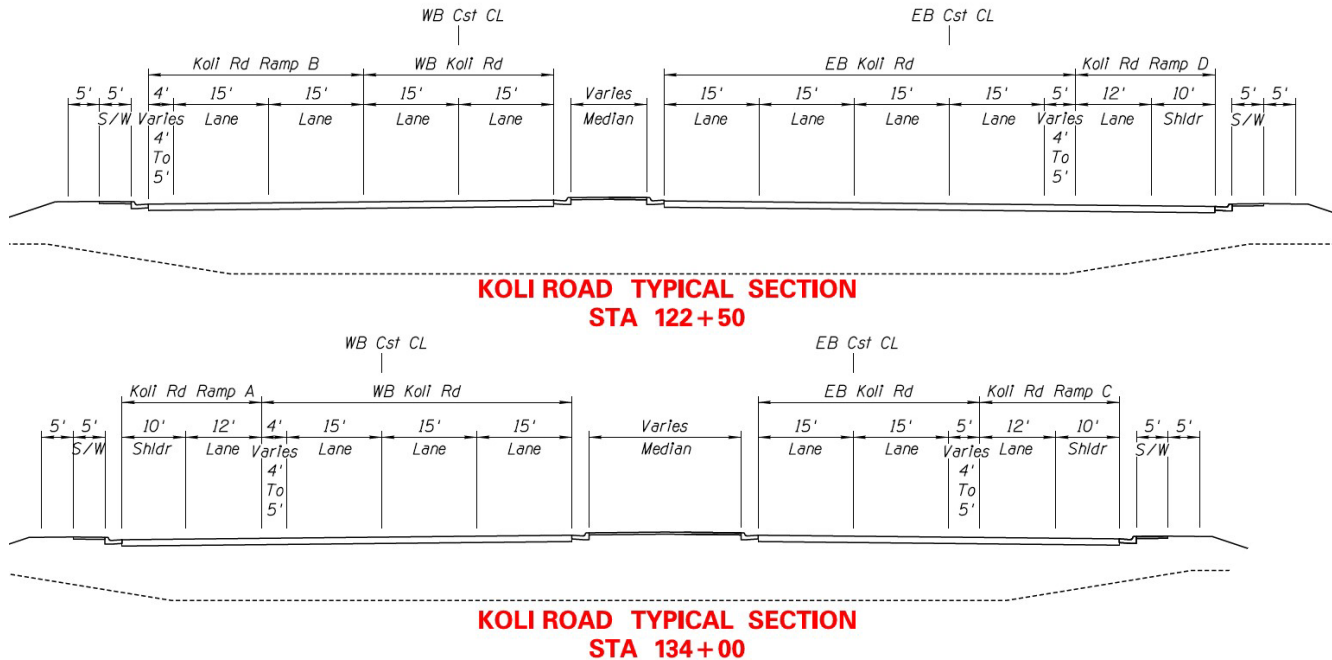 WB Cst CL EB Cst CL
Koli Rd Ramp B WB Koli Rd EB Koli Rd Koli Rd Ramp D
5' 5' 4' 15' 15' 15' 15' Varies 15' 15' 15' 15' 5' 12' 10' 5' 5'
S/W Varies Lane Lane Lane Lane Median Lane Lane Lane Lane Varies Lane Shldr S/W
4' 4'
To To
5' 5'
KOLI ROAD TYPICAL SECTION
STA 122+50
WB Cst CL EB Cst CL
Koli Rd Ramp A WB Koli Rd EB Koli Rd Koli Rd Ramp C
5' 5' 10' 12' 4' 15' 15' 15' Varies 15' 15' 5' 12' 10' 5' 5'
S/W Shldr Lane Varies Lane Lane Lane Median Lane Lane Varies Lane Shldr S/W
4' 4'
To To
5' 5'
KOLI ROAD TYPICAL SECTION
STA 134+00